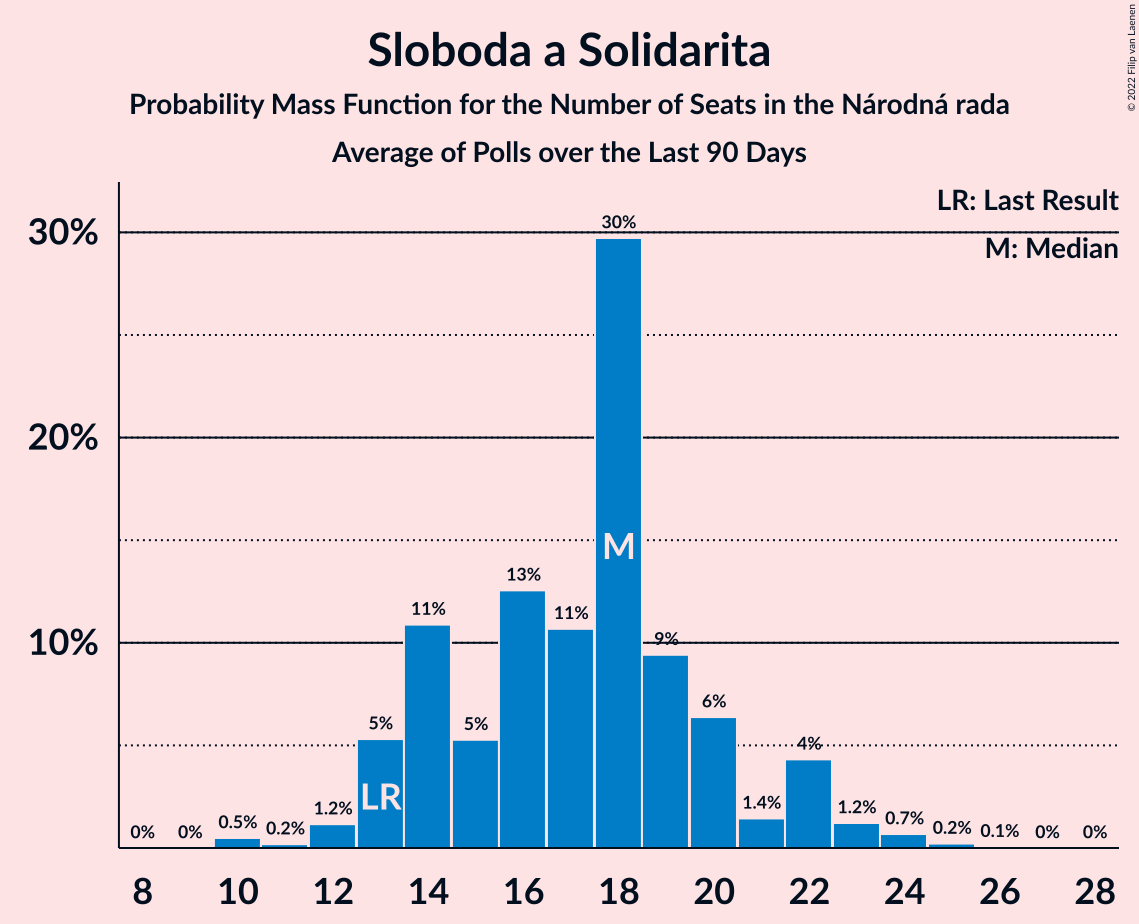 Sloboda a Solidarita
Probability Mass Function for the Number of Seats in the Národná rada
Average of Polls over the Last 90 Days
© 2022 Filip van Laenen
LR: Last Result
M: Median
30%
20%
10%
0%
0%
0.5%
0.2%
1.2%
5%
11%
5%
13%
11%
30%
9%
6%
1.4%
4%
1.2%
0.7%
0.2%
0.1%
0%
0%
LR
M
8 10 12 14 16 18 20 22 24 26 28